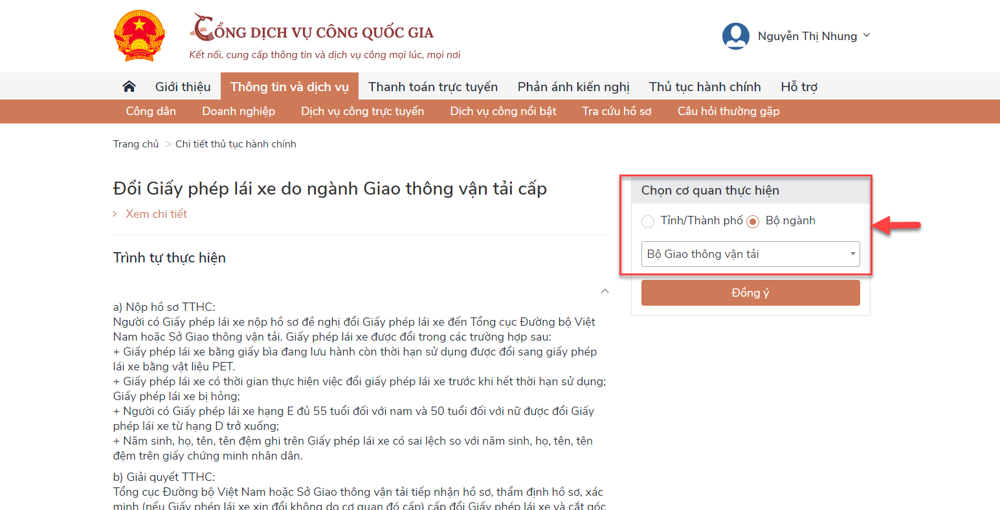 CỔNG DỊCH VỤ CÔNG QUỐC GIA
Kết nối, cung cấp thông tin và dịch vụ công mọi lúc, mọi nơi
Nguyễn Thị Nhung
Giới thiệu Thông tin và dịch vụ Thanh toán trực tuyến Phản ánh kiến nghị Thủ tục hành chính Hỗ trợ
Công dân Doanh nghiệp Dịch vụ công trực tuyến Dịch vụ công nổi bật Tra cứu hồ sơ Câu hỏi thường gặp
Trang chủ > Chi tiết thủ tục hành chính
Đổi Giấy phép lái xe do ngành Giao thông vận tải cấp
> Xem chi tiết
Trình tự thực hiện
a) Nộp hồ sơ TTHC:
Người có Giấy phép lái xe nộp hồ sơ đề nghị đổi Giấy phép lái xe đến Tổng cục Đường bộ Việt
Nam hoặc Sở Giao thông vận tải. Giấy phép lái xe được đổi trong các trường hợp sau:
+ Giấy phép lái xe bằng giấy bìa đang lưu hành còn thời hạn sử dụng được đổi sang giấy phép
lái xe bằng vật liệu PET.
+ Giấy phép lái xe có thời gian thực hiện việc đổi giấy phép lái xe trước khi hết thời hạn sử dụng;
Giấy phép lái xe bị hỏng;
+ Người có Giấy phép lái xe hạng E đủ 55 tuổi đối với nam và 50 tuổi đối với nữ được đổi Giấy
phép lái xe từ hạng D trở xuống;
+ Năm sinh, họ, tên, tên đệm ghi trên Giấy phép lái xe có sai lệch so với năm sinh, họ, tên, tên
đệm trên giấy chứng minh nhân dân.
b) Giải quyết TTHC:
Tổng cục Đường bộ Việt Nam hoặc Sở Giao thông vận tải tiếp nhận hồ sơ, thẩm định hồ sơ, xác
minh (nếu Giấy phép lái xe xin đổi không do cơ quan đó cấp) cấp đổi Giấy phép lái xe và cắt góc
Chọn cơ quan thực hiện
Tỉnh/Thành phố Bộ ngành
Bộ Giao thông vận tải
Đồng ý